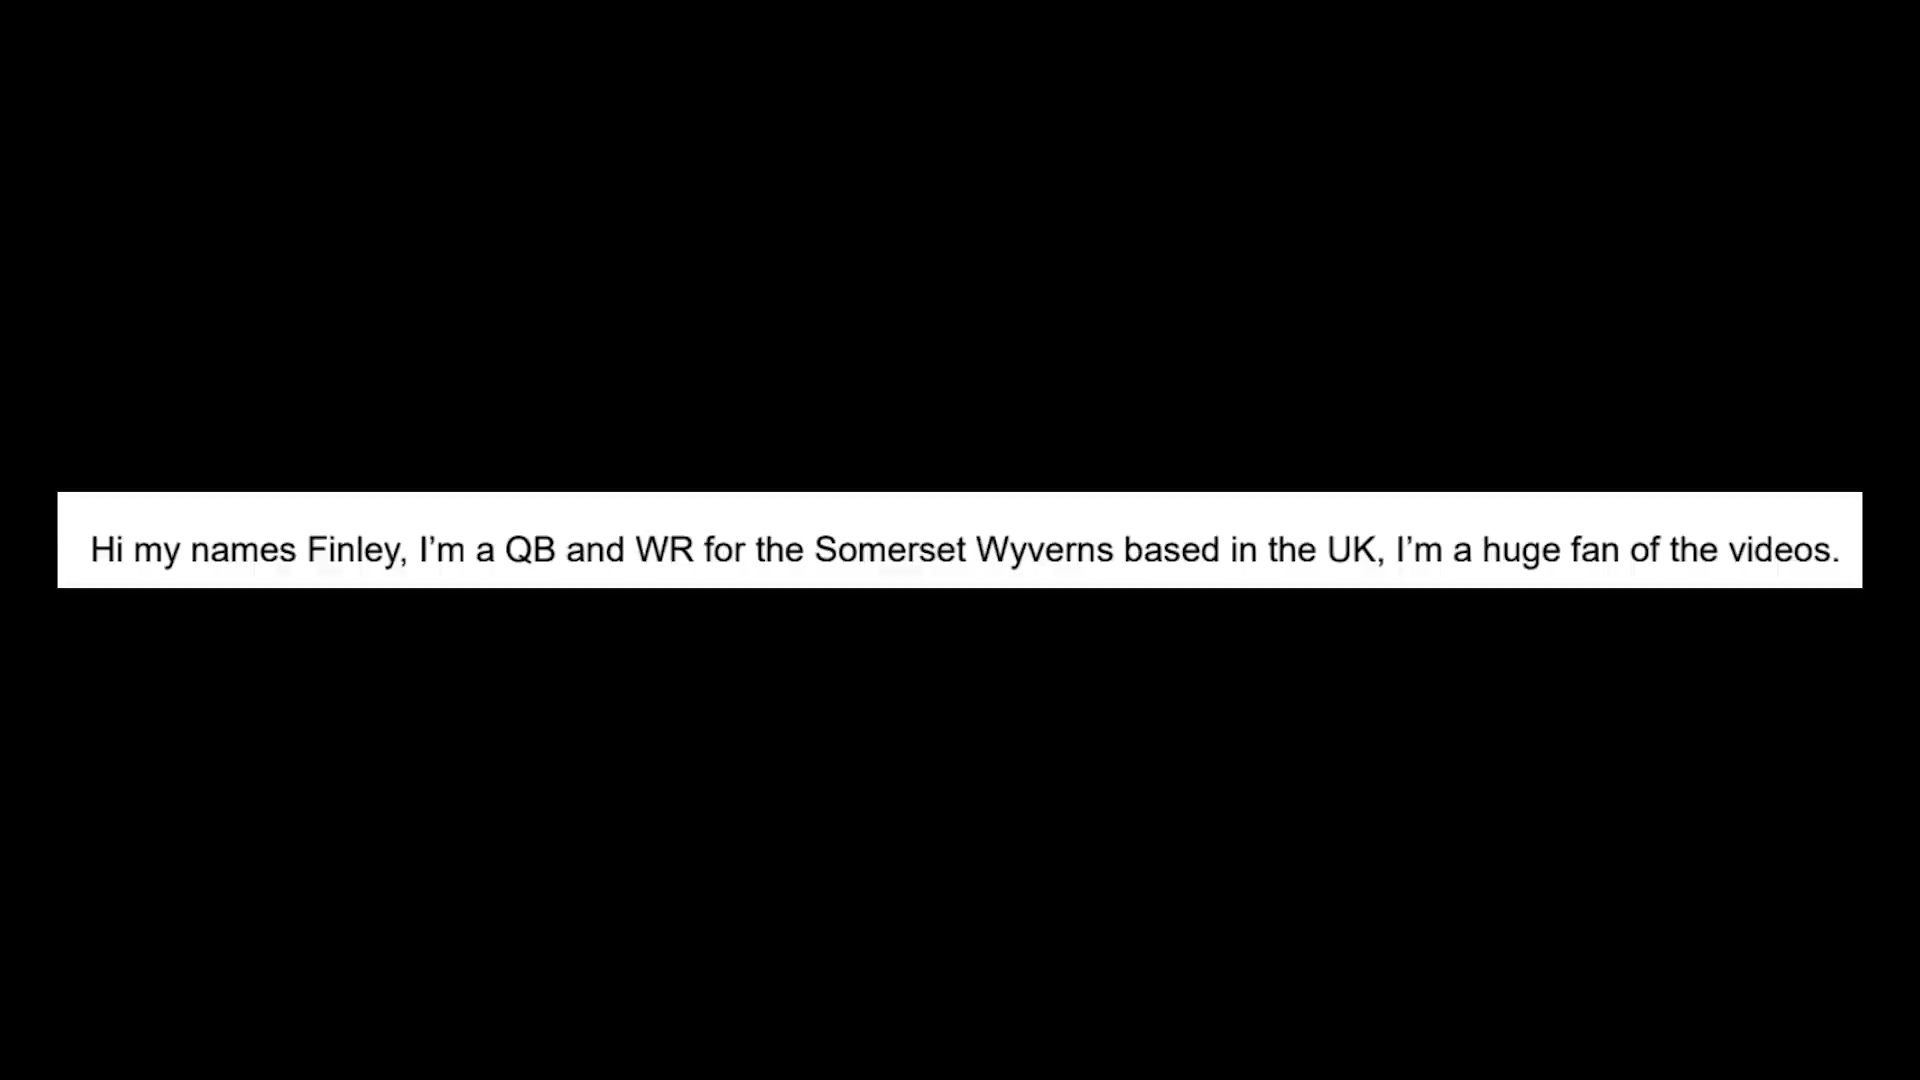 Hi my names Finley, I’m a QB and WR for the Somerset Wyverns based in the UK, I’m a huge fan of the videos.